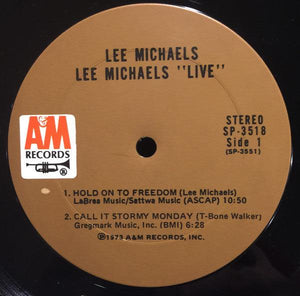 LEE MICHAELS
LEE MICHAELS "LIVE"
A&M
RECORDS
®
STEREO
SP-3518
Side 1
(SP-3551)
1. HOLD ON TO FREEDOM (Lee Michaels)
LaBrea Music/Sattwa Music (ASCAP) 10:50
2. CALL IT STORMY MONDAY (T-Bone Walker)
Gregmark Music, Inc. (BMI) 6:28
℗1973 A&M RECORDS, INC.